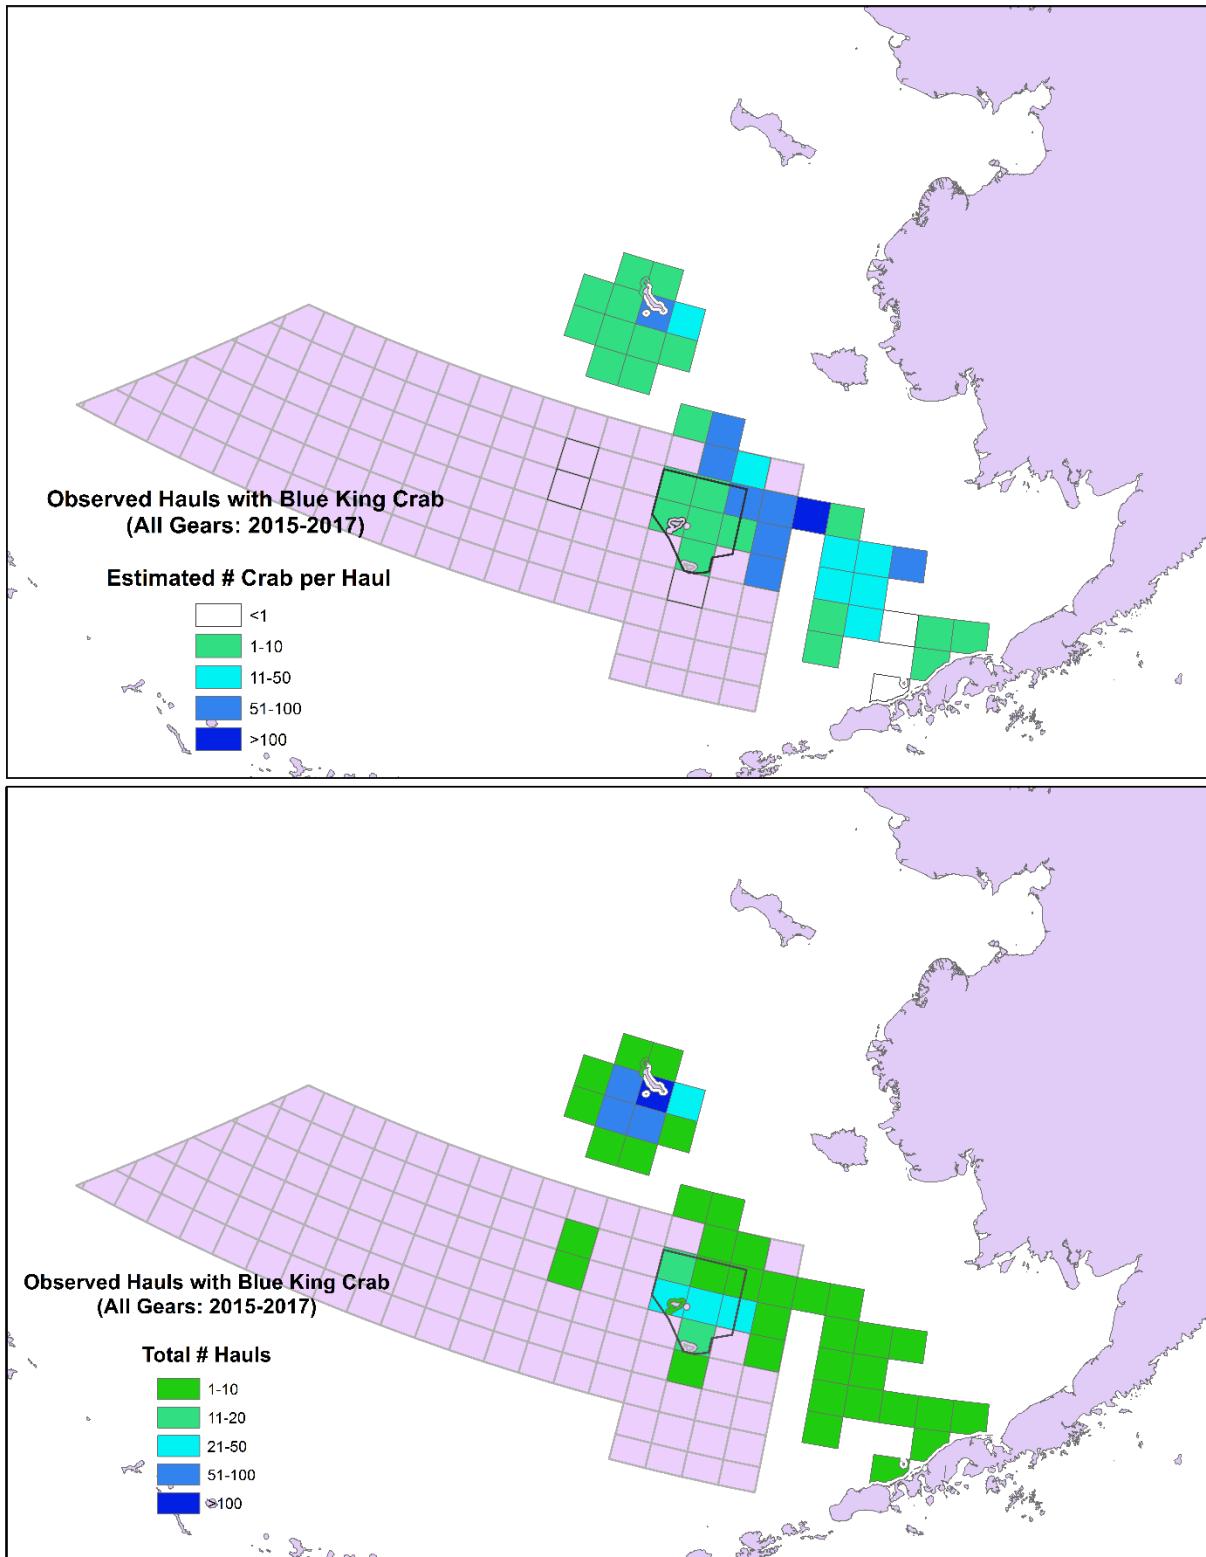 Observed Hauls with Blue King Crab
(All Gears: 2015-2017)
Estimated # Crab per Haul
<1
1-10
11-50
51-100
>100
Observed Hauls with Blue King Crab
(All Gears: 2015-2017)
Total # Hauls
1-10
11-20
21-50
51-100
>100